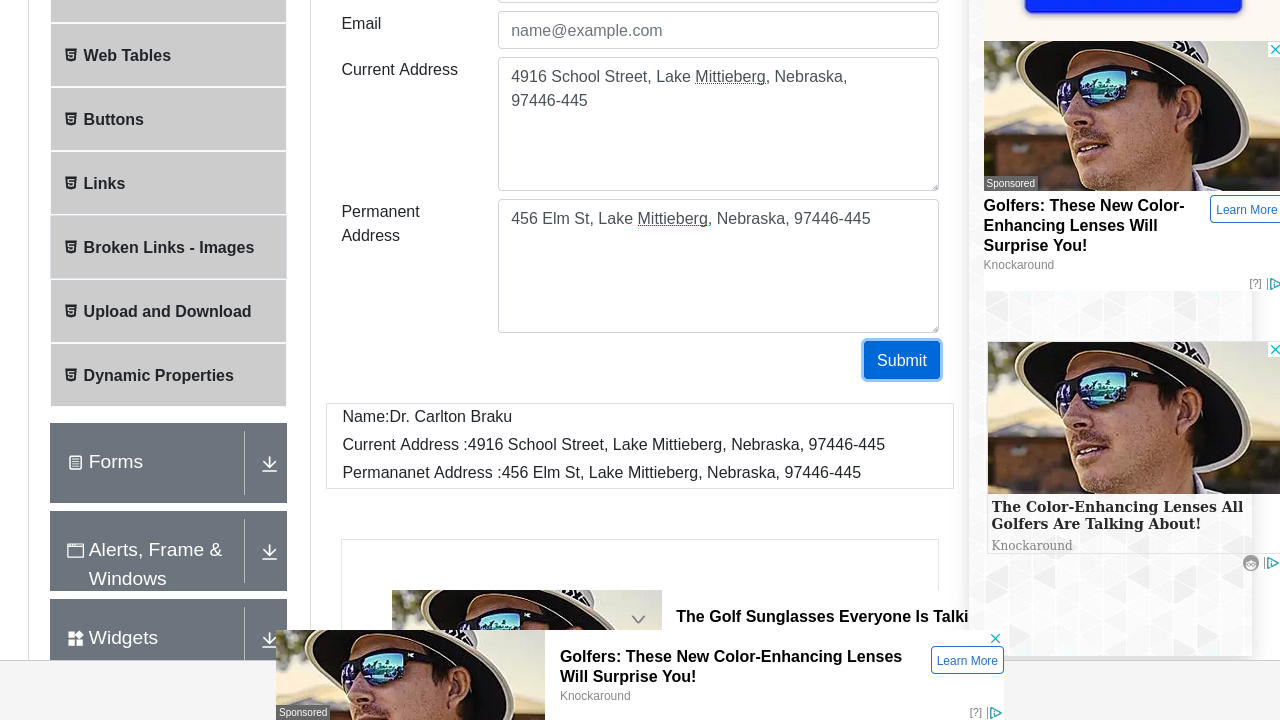 Email
name@example.com
Web Tables
Current Address
4916 School Street, Lake Mittieberg, Nebraska,
97446-445
Buttons
Links
Permanent
Address
456 Elm St, Lake Mittieberg, Nebraska, 97446-445
Broken Links - Images
Upload and Download
Submit
Dynamic Properties
Name:Dr. Carlton Braku
Current Address :4916 School Street, Lake Mittieberg, Nebraska, 97446-445
Permananet Address :456 Elm St, Lake Mittieberg, Nebraska, 97446-445
Forms
Alerts, Frame &
Windows
Widgets
Sponsored
Golfers: These New Color-
Enhancing Lenses Will
Surprise You!
Learn More
Knockaround
[?]
The Color-Enhancing Lenses All
Golfers Are Talking About!
Knockaround
The Golf Sunglasses Everyone Is Talki
Golfers: These New Color-Enhancing Lenses
Will Surprise You!
Learn More
Knockaround
Sponsored
[?]